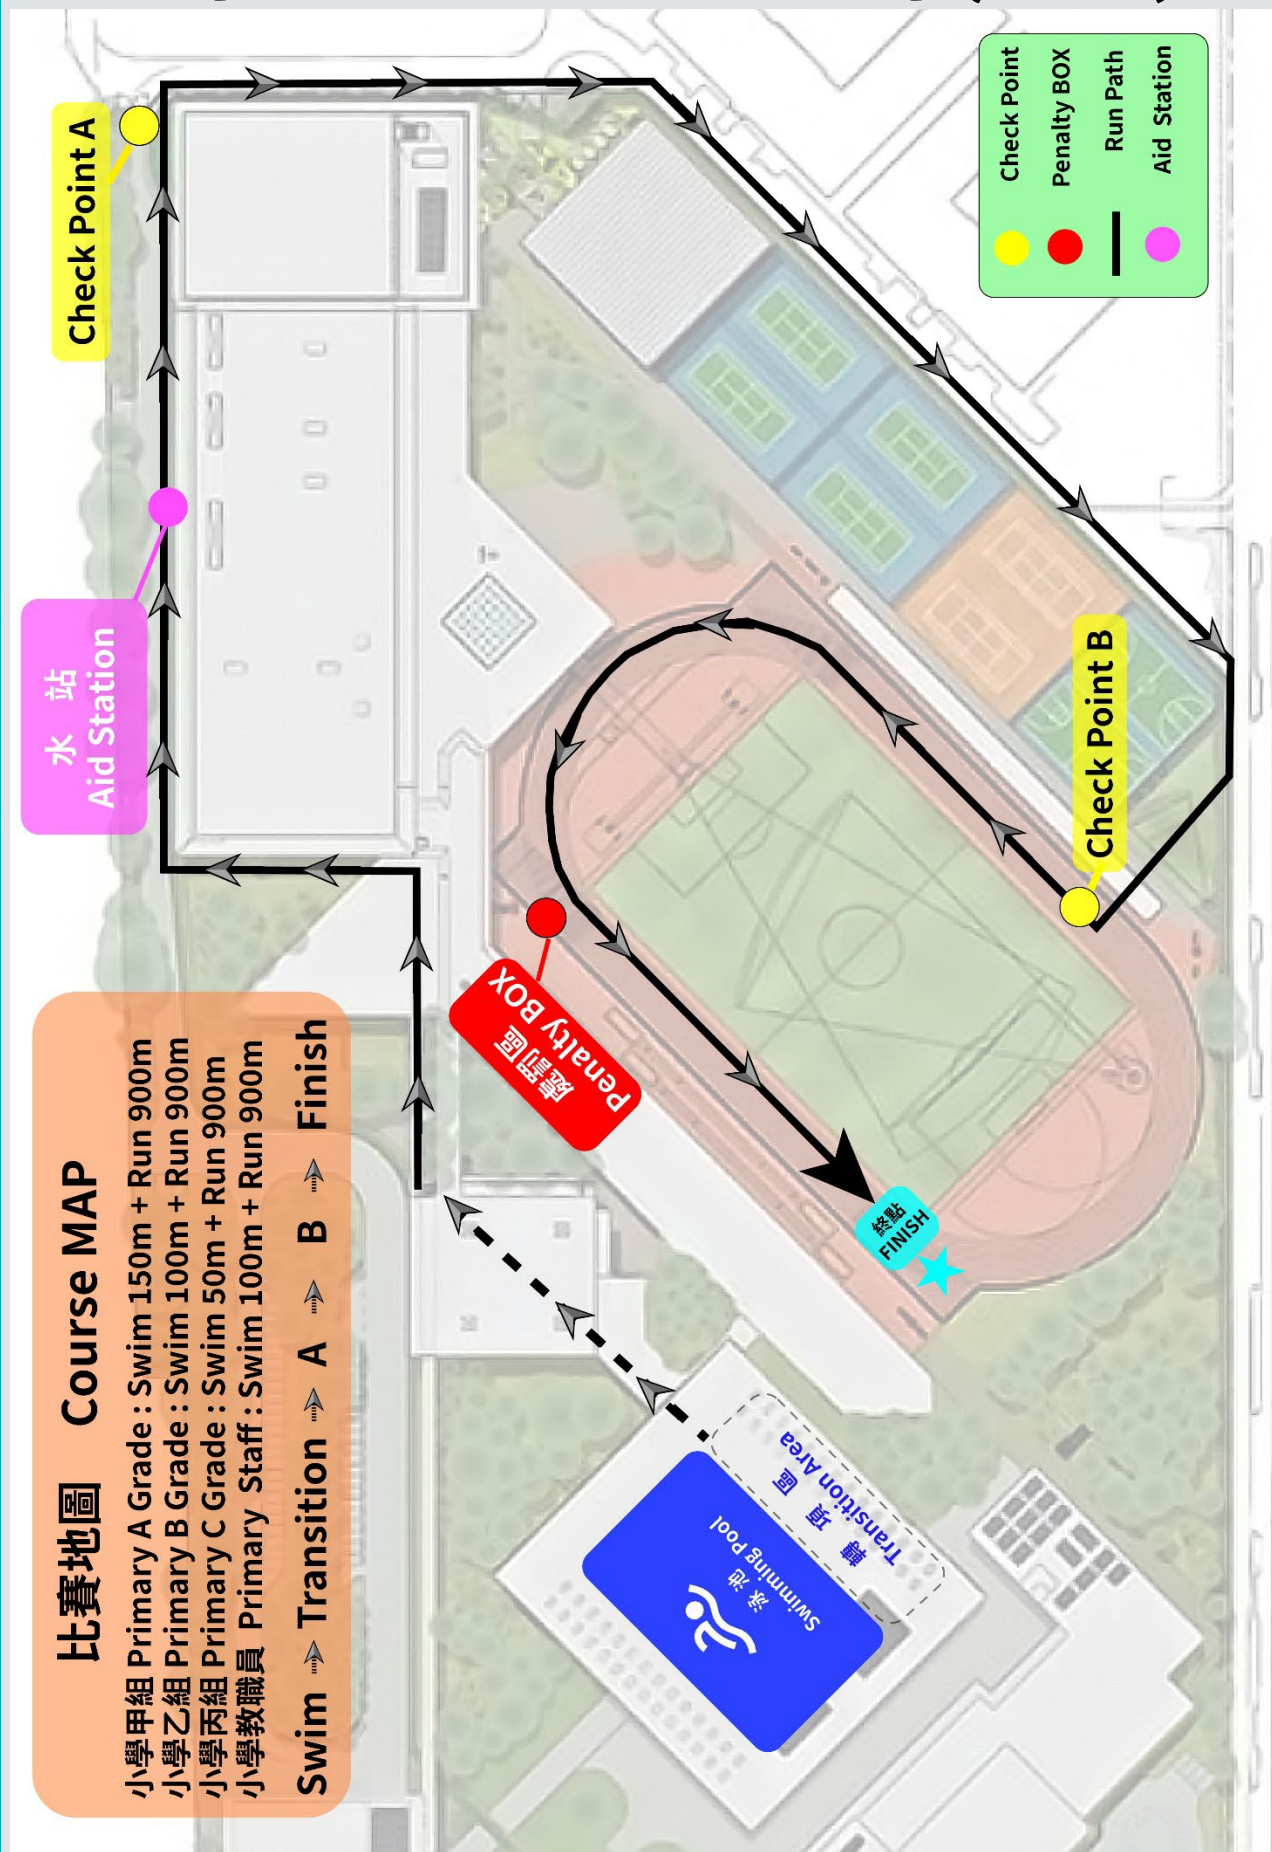 比賽地圖 Course MAP
小學甲組 Primary A Grade : Swim 150m + Run 900m
小學乙組 Primary B Grade : Swim 100m + Run 900m
小學丙組 Primary C Grade : Swim 50m + Run 900m
小學教職員 Primary Staff : Swim 100m + Run 900m
Swim Transition A B Finish
水 站
Aid Station
Check Point A
處罰區
Penalty BOX
終點
FINISH
泳 池
Swimming Pool
轉 項 區
Transition Area
Check Point B
Check Point
Penalty BOX
Run Path
Aid Station